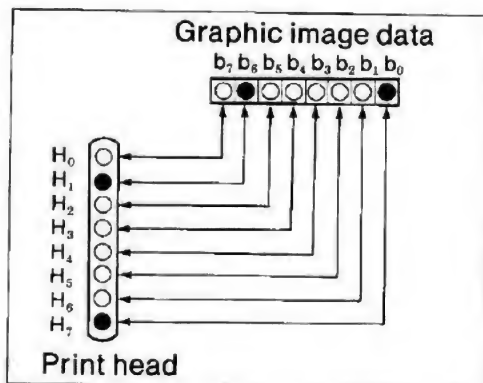 Graphic image data
b₇ b₆ b₅ b₄ b₃ b₂ b₁ b₀
H₀
H₁
H₂
H₃
H₄
H₅
H₆
H₇
Print head